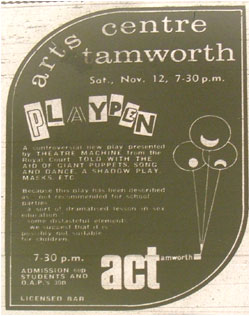 arts centre
tamworth
Sat., Nov. 12, 7-30 p.m.
PLAYPEN
A controversial new play presented
by THEATRE MACHINE from the
Royal Court TOLD WITH THE
AID OF GIANT PUPPETS, SONG
AND DANCE, A SHADOW PLAY,
MASKS, ETC.
Because this play has been described
as not recommended for school
parties
a sort of dramatised lesson in sex
education
some distasteful elements
we suggest that it is
possibly not suitable
for children.
7-30 p.m.
ADMISSION
STUDENTS AND
O.A.P.'s
LICENSED BAR
act
tamworth